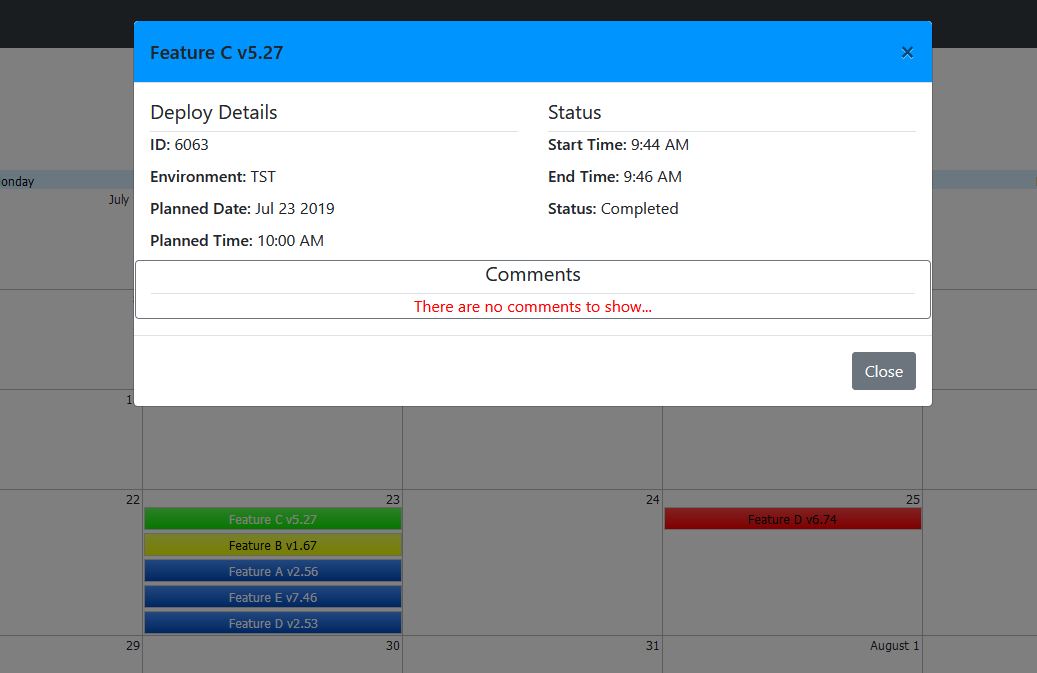 Feature C v5.27
×
Deploy Details
ID: 6063
Environment: TST
Planned Date: Jul 23 2019
Planned Time: 10:00 AM
Status
Start Time: 9:44 AM
End Time: 9:46 AM
Status: Completed
Comments
There are no comments to show...
Close
onday
July
1
22
23
24
25
Feature C v5.27
Feature D v6.74
Feature B v1.67
Feature A v2.56
Feature E v7.46
Feature D v2.53
29
30
31
August 1